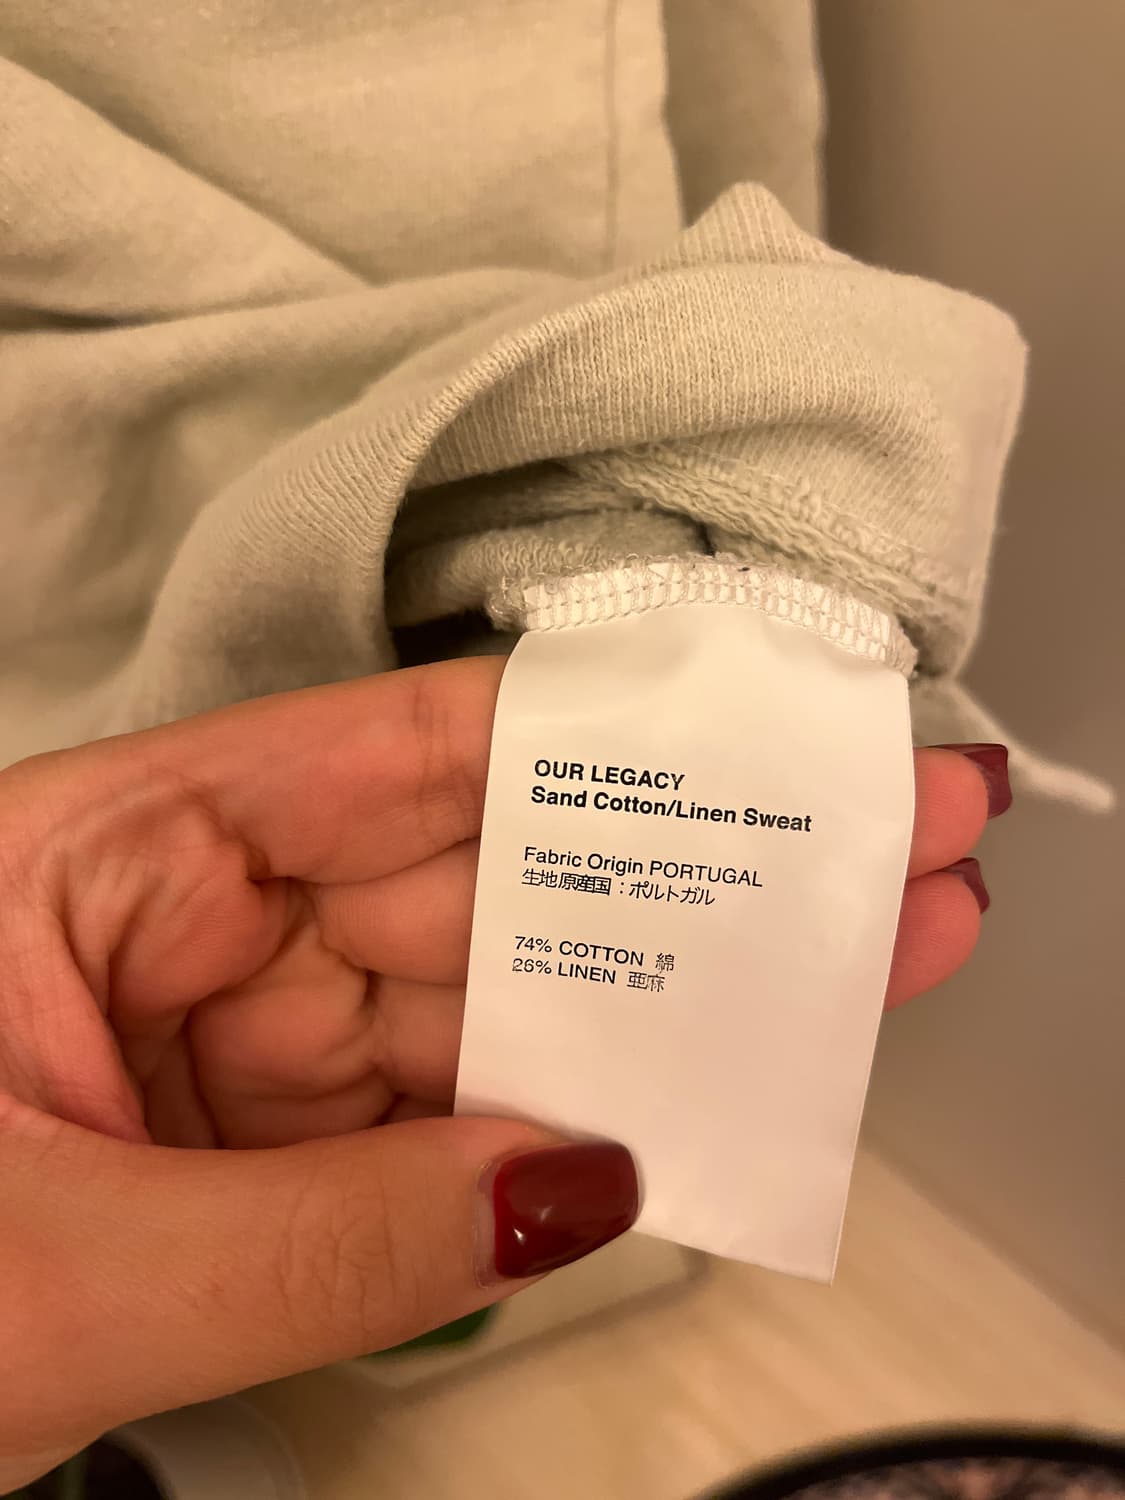 OUR LEGACY
Sand Cotton/Linen Sweat
Fabric Origin PORTUGAL
生地原産国：ポルトガル
74% COTTON 綿
26% LINEN 亜麻